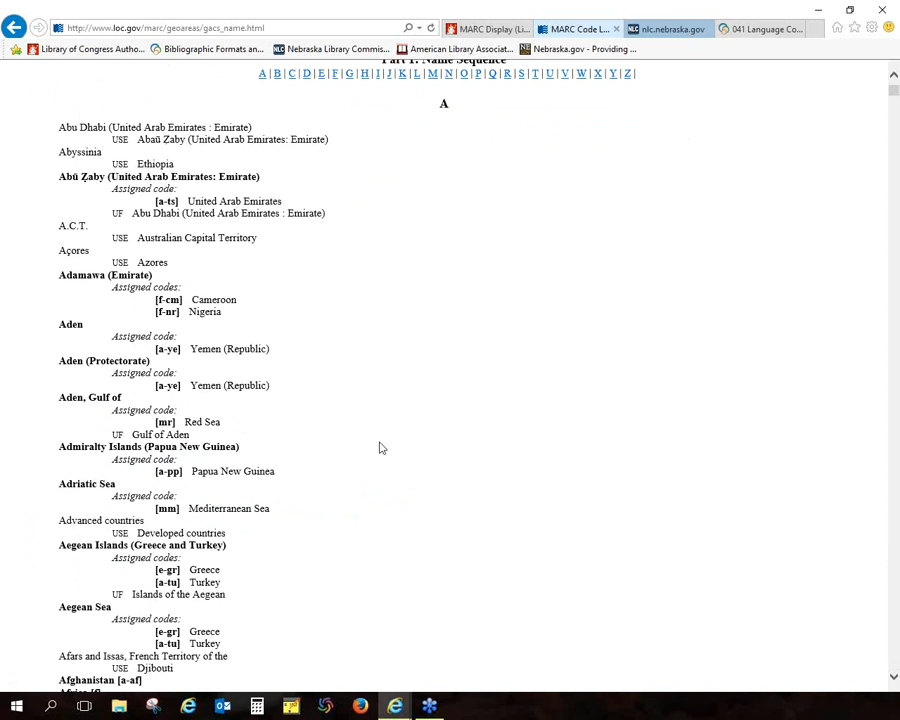 http://www.loc.gov/marc/geoareas/gacs_name.html
MARC Display (Li...
MARC Code L...
nlc.nebraska.gov
041 Language Co...
Library of Congress Autho...
Bibliographic Formats an...
Nebraska Library Commis...
American Library Associat...
Nebraska.gov - Providing ...
Part 1: Name Sequence
A | B | C | D | E | F | G | H | I | J | K | L | M | N | O | P | Q | R | S | T | U | V | W | X | Y | Z |
A
Abu Dhabi (United Arab Emirates : Emirate)
USE Abaū Ẓaby (United Arab Emirates: Emirate)
Abyssinia
USE Ethiopia
Abū Ẓaby (United Arab Emirates: Emirate)
Assigned code:
[a-ts] United Arab Emirates
UF Abu Dhabi (United Arab Emirates : Emirate)
A.C.T.
USE Australian Capital Territory
Açores
USE Azores
Adamawa (Emirate)
Assigned codes:
[f-cm] Cameroon
[f-nr] Nigeria
Aden
Assigned code:
[a-ye] Yemen (Republic)
Aden (Protectorate)
Assigned code:
[a-ye] Yemen (Republic)
Aden, Gulf of
Assigned code:
[mr] Red Sea
UF Gulf of Aden
Admiralty Islands (Papua New Guinea)
Assigned code:
[a-pp] Papua New Guinea
Adriatic Sea
Assigned code:
[mm] Mediterranean Sea
Advanced countries
USE Developed countries
Aegean Islands (Greece and Turkey)
Assigned codes:
[e-gr] Greece
[a-tu] Turkey
UF Islands of the Aegean
Aegean Sea
Assigned codes:
[e-gr] Greece
[a-tu] Turkey
Afars and Issas, French Territory of the
USE Djibouti
Afghanistan [a-af]
Africa [f]